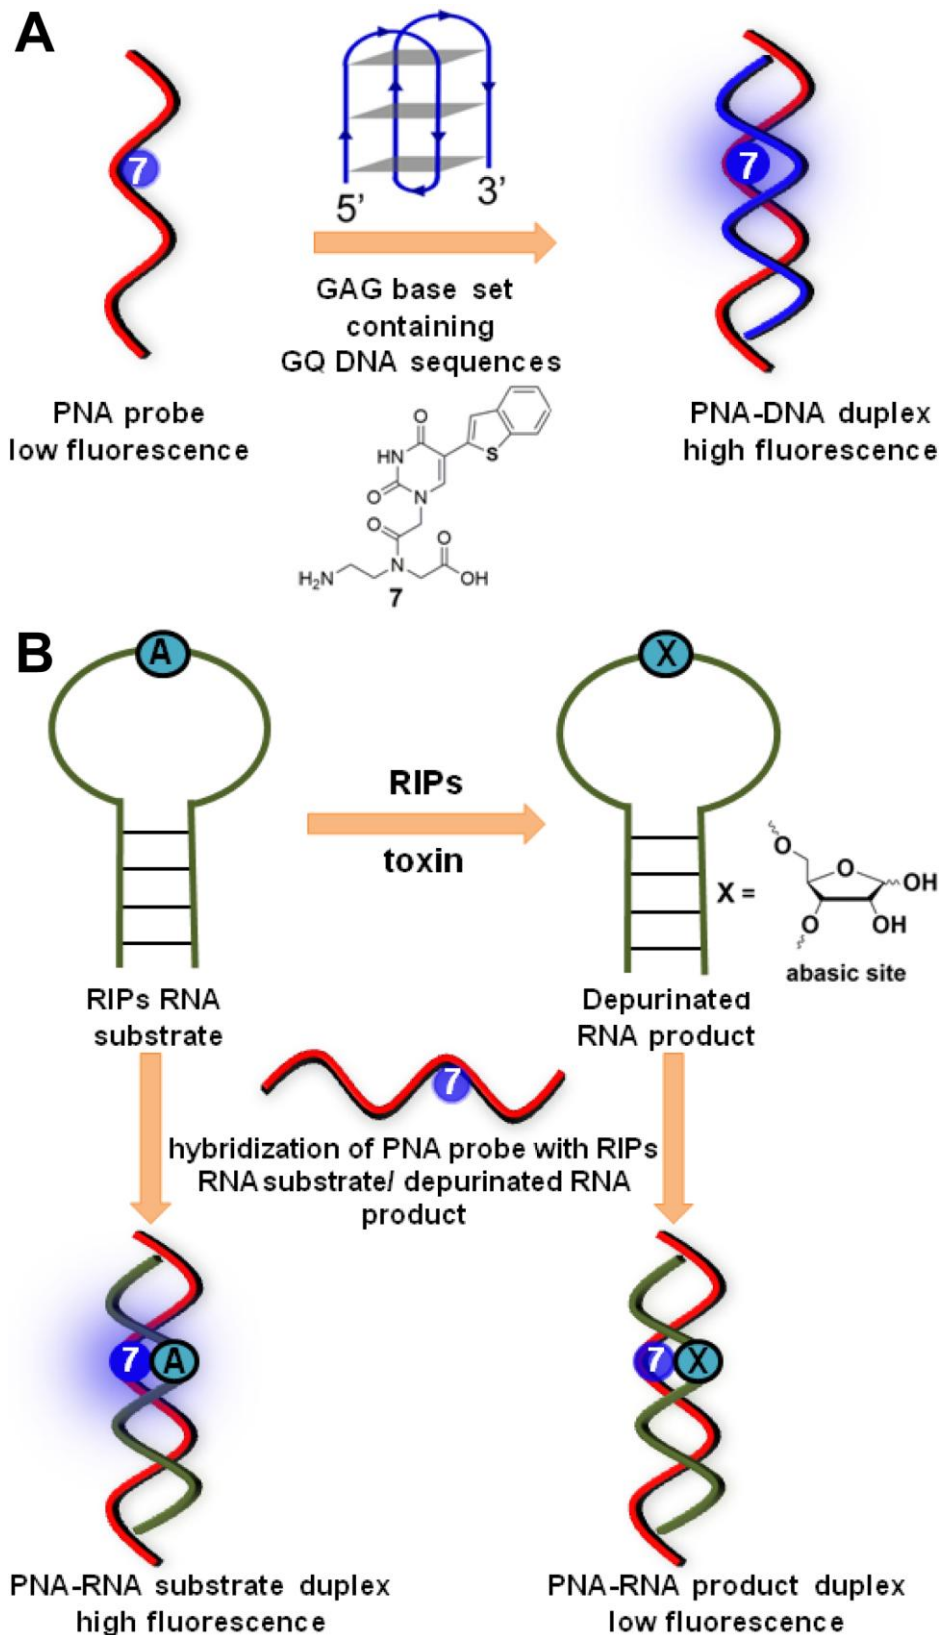 A
7
5'
3'
7
GAG base set
containing
GQ DNA sequences
PNA probe
low fluorescence
PNA-DNA duplex
high fluorescence
O
NH
O
N
S
O
N
O
OH
H₂N
7
B
A
X
RIPs
toxin
X =
O
O
OH
O
OH
abasic site
RIPs RNA
substrate
Depurinated
RNA product
7
hybridization of PNA probe with RIPs
RNA substrate/ depurinated RNA
product
7 A
7 X
PNA-RNA substrate duplex
high fluorescence
PNA-RNA product duplex
low fluorescence